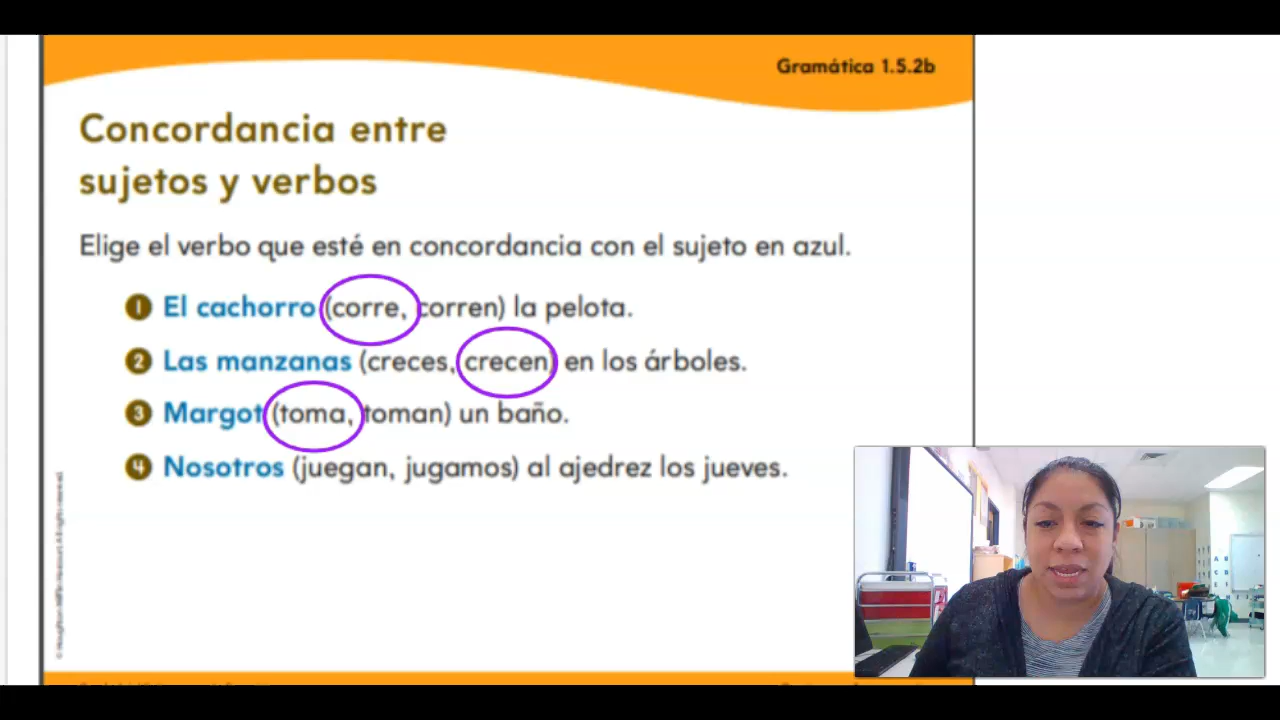 Gramática 1.5.2b
Concordancia entre
sujetos y verbos
Elige el verbo que esté en concordancia con el sujeto en azul.
1 El cachorro (corre, corren) la pelota.
2 Las manzanas (creces, crecen) en los árboles.
3 Margot (toma, toman) un baño.
4 Nosotros (juegan, jugamos) al ajedrez los jueves.